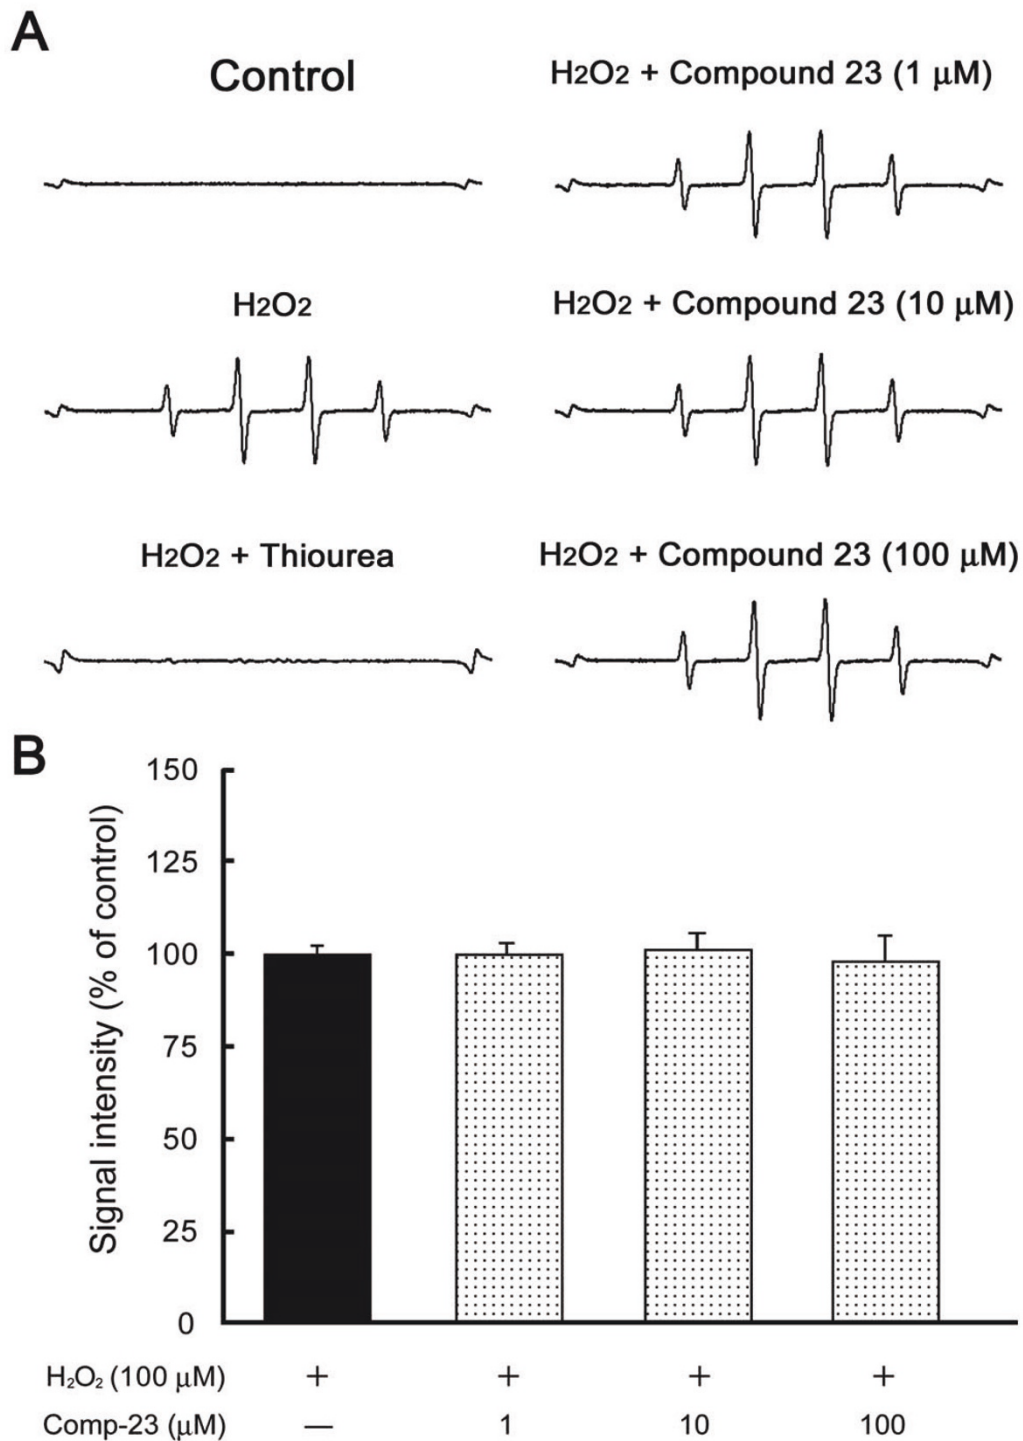 A
Control
H2O2 + Compound 23 (1 μM)
H2O2
H2O2 + Compound 23 (10 μM)
H2O2 + Thiourea
H2O2 + Compound 23 (100 μM)
B
Signal intensity (% of control)
150
125
100
75
50
25
0
H₂O₂ (100 μM) + + + +
Comp-23 (μM) — 1 10 100